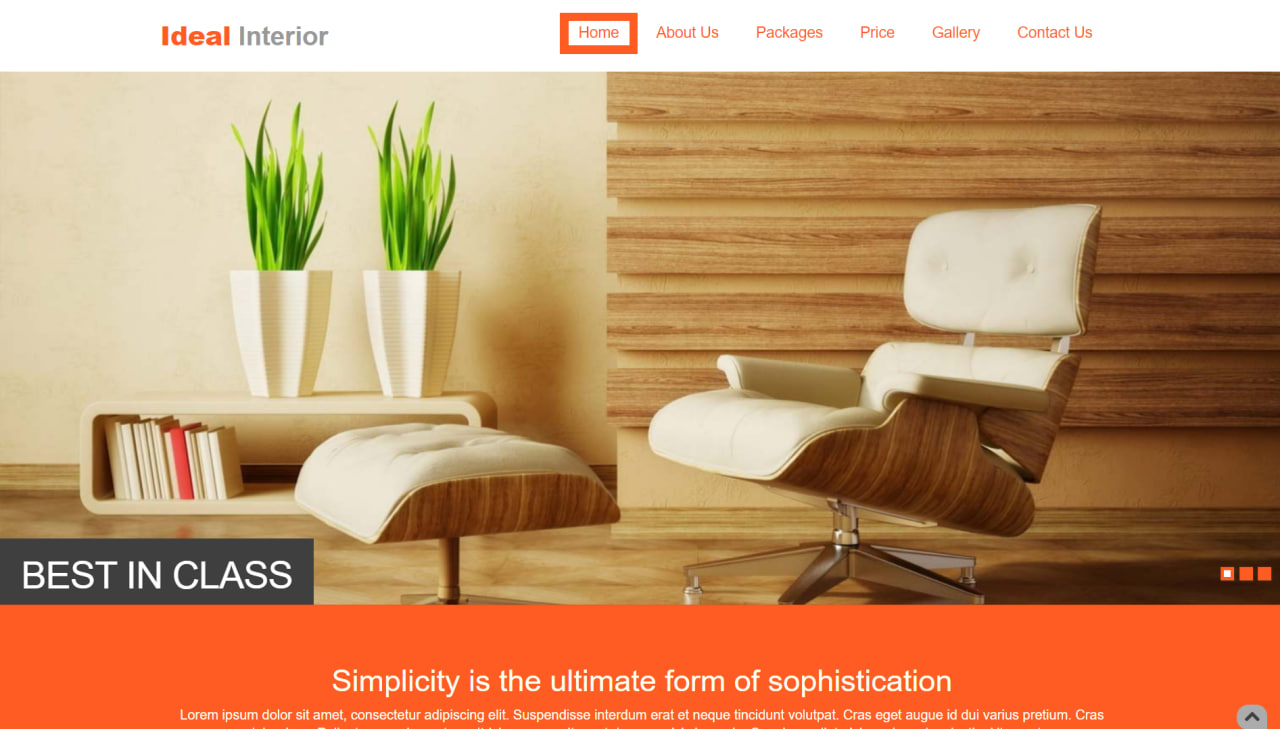 Ideal Interior
Home
About Us
Packages
Price
Gallery
Contact Us
BEST IN CLASS
Simplicity is the ultimate form of sophistication
Lorem ipsum dolor sit amet, consectetur adipiscing elit. Suspendisse interdum erat et neque tincidunt volutpat. Cras eget augue id dui varius pretium. Cras